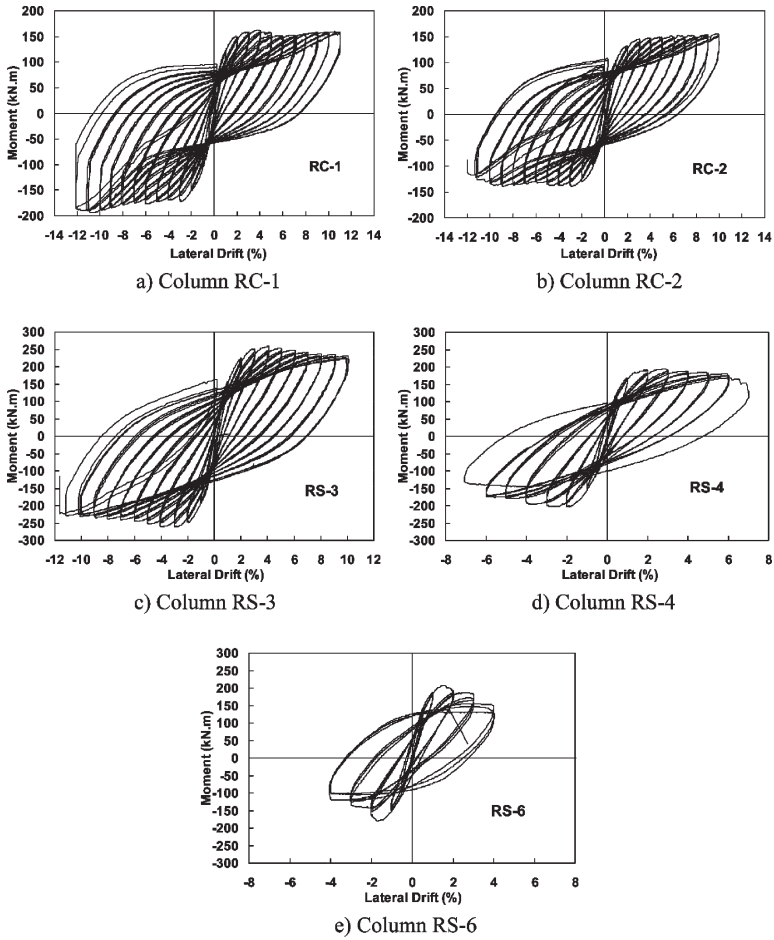 200
150
100
50
0
-50
-100
-150
-200
Moment (kN.m)
RC-1
-14 -12 -10 -8 -6 -4 -2 0 2 4 6 8 10 12 14
Lateral Drift (%)
a) Column RC-1
200
150
100
50
0
-50
-100
-150
-200
Moment (kN.m)
RC-2
-14 -12 -10 -8 -6 -4 -2 0 2 4 6 8 10 12 14
Lateral Drift (%)
b) Column RC-2
300
250
200
150
100
50
0
-50
-100
-150
-200
-250
-300
Moment (kN.m)
RS-3
-12 -10 -8 -6 -4 -2 0 2 4 6 8 10 12
Lateral Drift (%)
c) Column RS-3
300
250
200
150
100
50
0
-50
-100
-150
-200
-250
-300
Moment (kN.m)
RS-4
-8 -6 -4 -2 0 2 4 6 8
Lateral Drift (%)
d) Column RS-4
300
250
200
150
100
50
0
-50
-100
-150
-200
-250
-300
Moment (kN.m)
RS-6
-8 -6 -4 -2 0 2 4 6 8
Lateral Drift (%)
e) Column RS-6